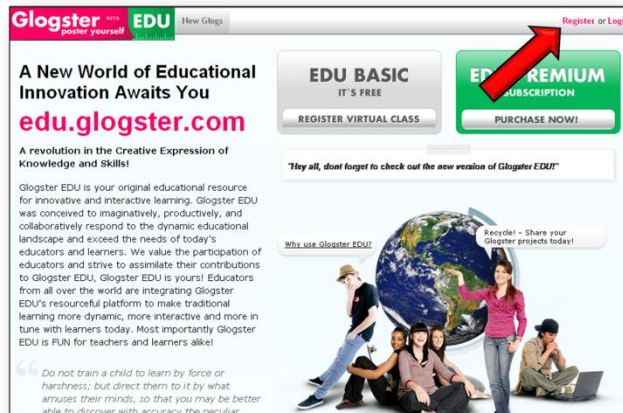 Glogster BETA EDU New Glogs
poster yourself
Register or Logi
A New World of Educational
Innovation Awaits You
edu.glogster.com
A revolution in the Creative Expression of
Knowledge and Skills!
Glogster EDU is your original educational resource
for innovative and interactive learning. Glogster EDU
was conceived to imaginatively, productively, and
collaboratively respond to the dynamic educational
landscape and exceed the needs of today's
educators and learners. We value the participation of
educators and strive to assimilate their contributions
to Glogster EDU, Glogster EDU is yours! Educators
from all over the world are integrating Glogster
EDU's resourceful platform to make traditional
learning more dynamic, more interactive and more in
tune with learners today. Most importantly Glogster
EDU is FUN for teachers and learners alike!
Do not train a child to learn by force or
harshness; but direct them to it by what
amuses their minds, so that you may be better
able to discover with accuracy the peculiar
EDU BASIC
IT`S FREE
REGISTER VIRTUAL CLASS
ED REMIUM
SUBSCRIPTION
PURCHASE NOW!
"Hey all, dont forget to check out the new version of Glogster EDU!"
Why use Glogster EDU?
Recycle! - Share your
Glogster projects today!